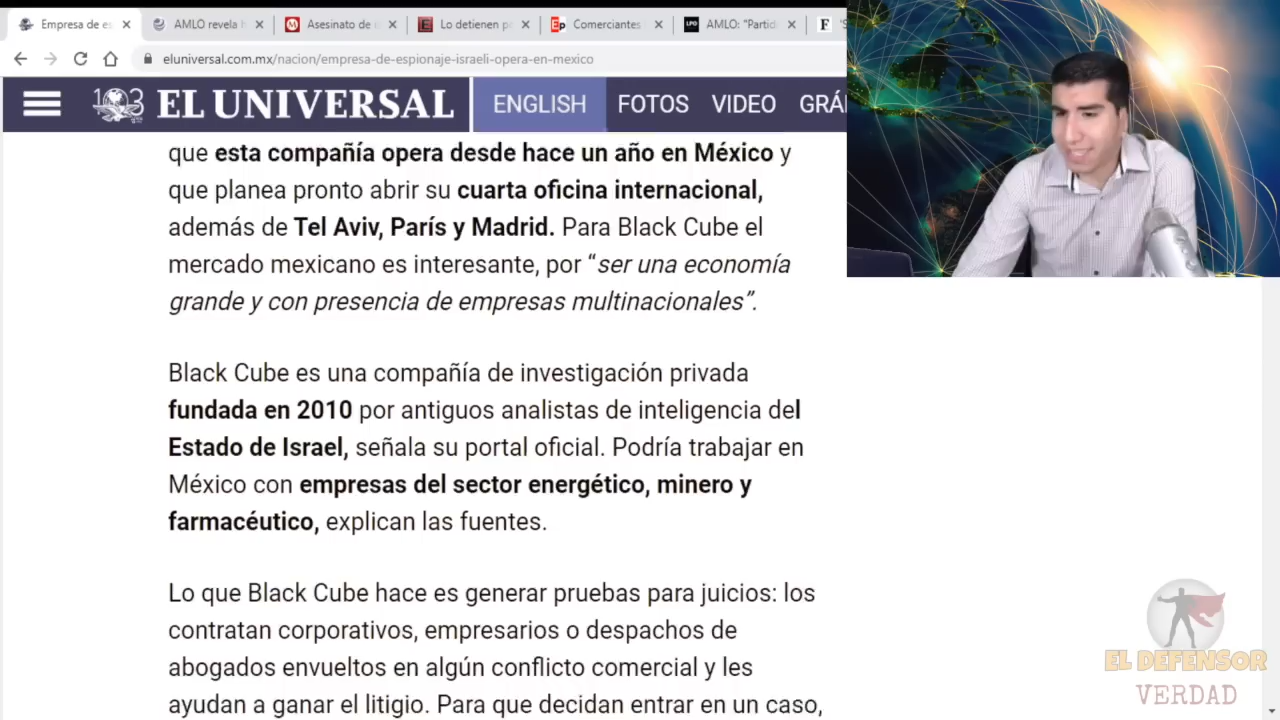 Empresa de es
AMLO revela h
Asesinato de
Lo detienen p
Comerciantes
AMLO: "Partid
eluniversal.com.mx/nacion/empresa-de-espionaje-israeli-opera-en-mexico
103 EL UNIVERSAL
ENGLISH FOTOS VIDEO GRÁ
que esta compañía opera desde hace un año en México y
que planea pronto abrir su cuarta oficina internacional,
además de Tel Aviv, París y Madrid. Para Black Cube el
mercado mexicano es interesante, por “ser una economía
grande y con presencia de empresas multinacionales”.
Black Cube es una compañía de investigación privada
fundada en 2010 por antiguos analistas de inteligencia del
Estado de Israel, señala su portal oficial. Podría trabajar en
México con empresas del sector energético, minero y
farmacéutico, explican las fuentes.
Lo que Black Cube hace es generar pruebas para juicios: los
contratan corporativos, empresarios o despachos de
abogados envueltos en algún conflicto comercial y les
ayudan a ganar el litigio. Para que decidan entrar en un caso,
EL DEFENSOR
VERDAD